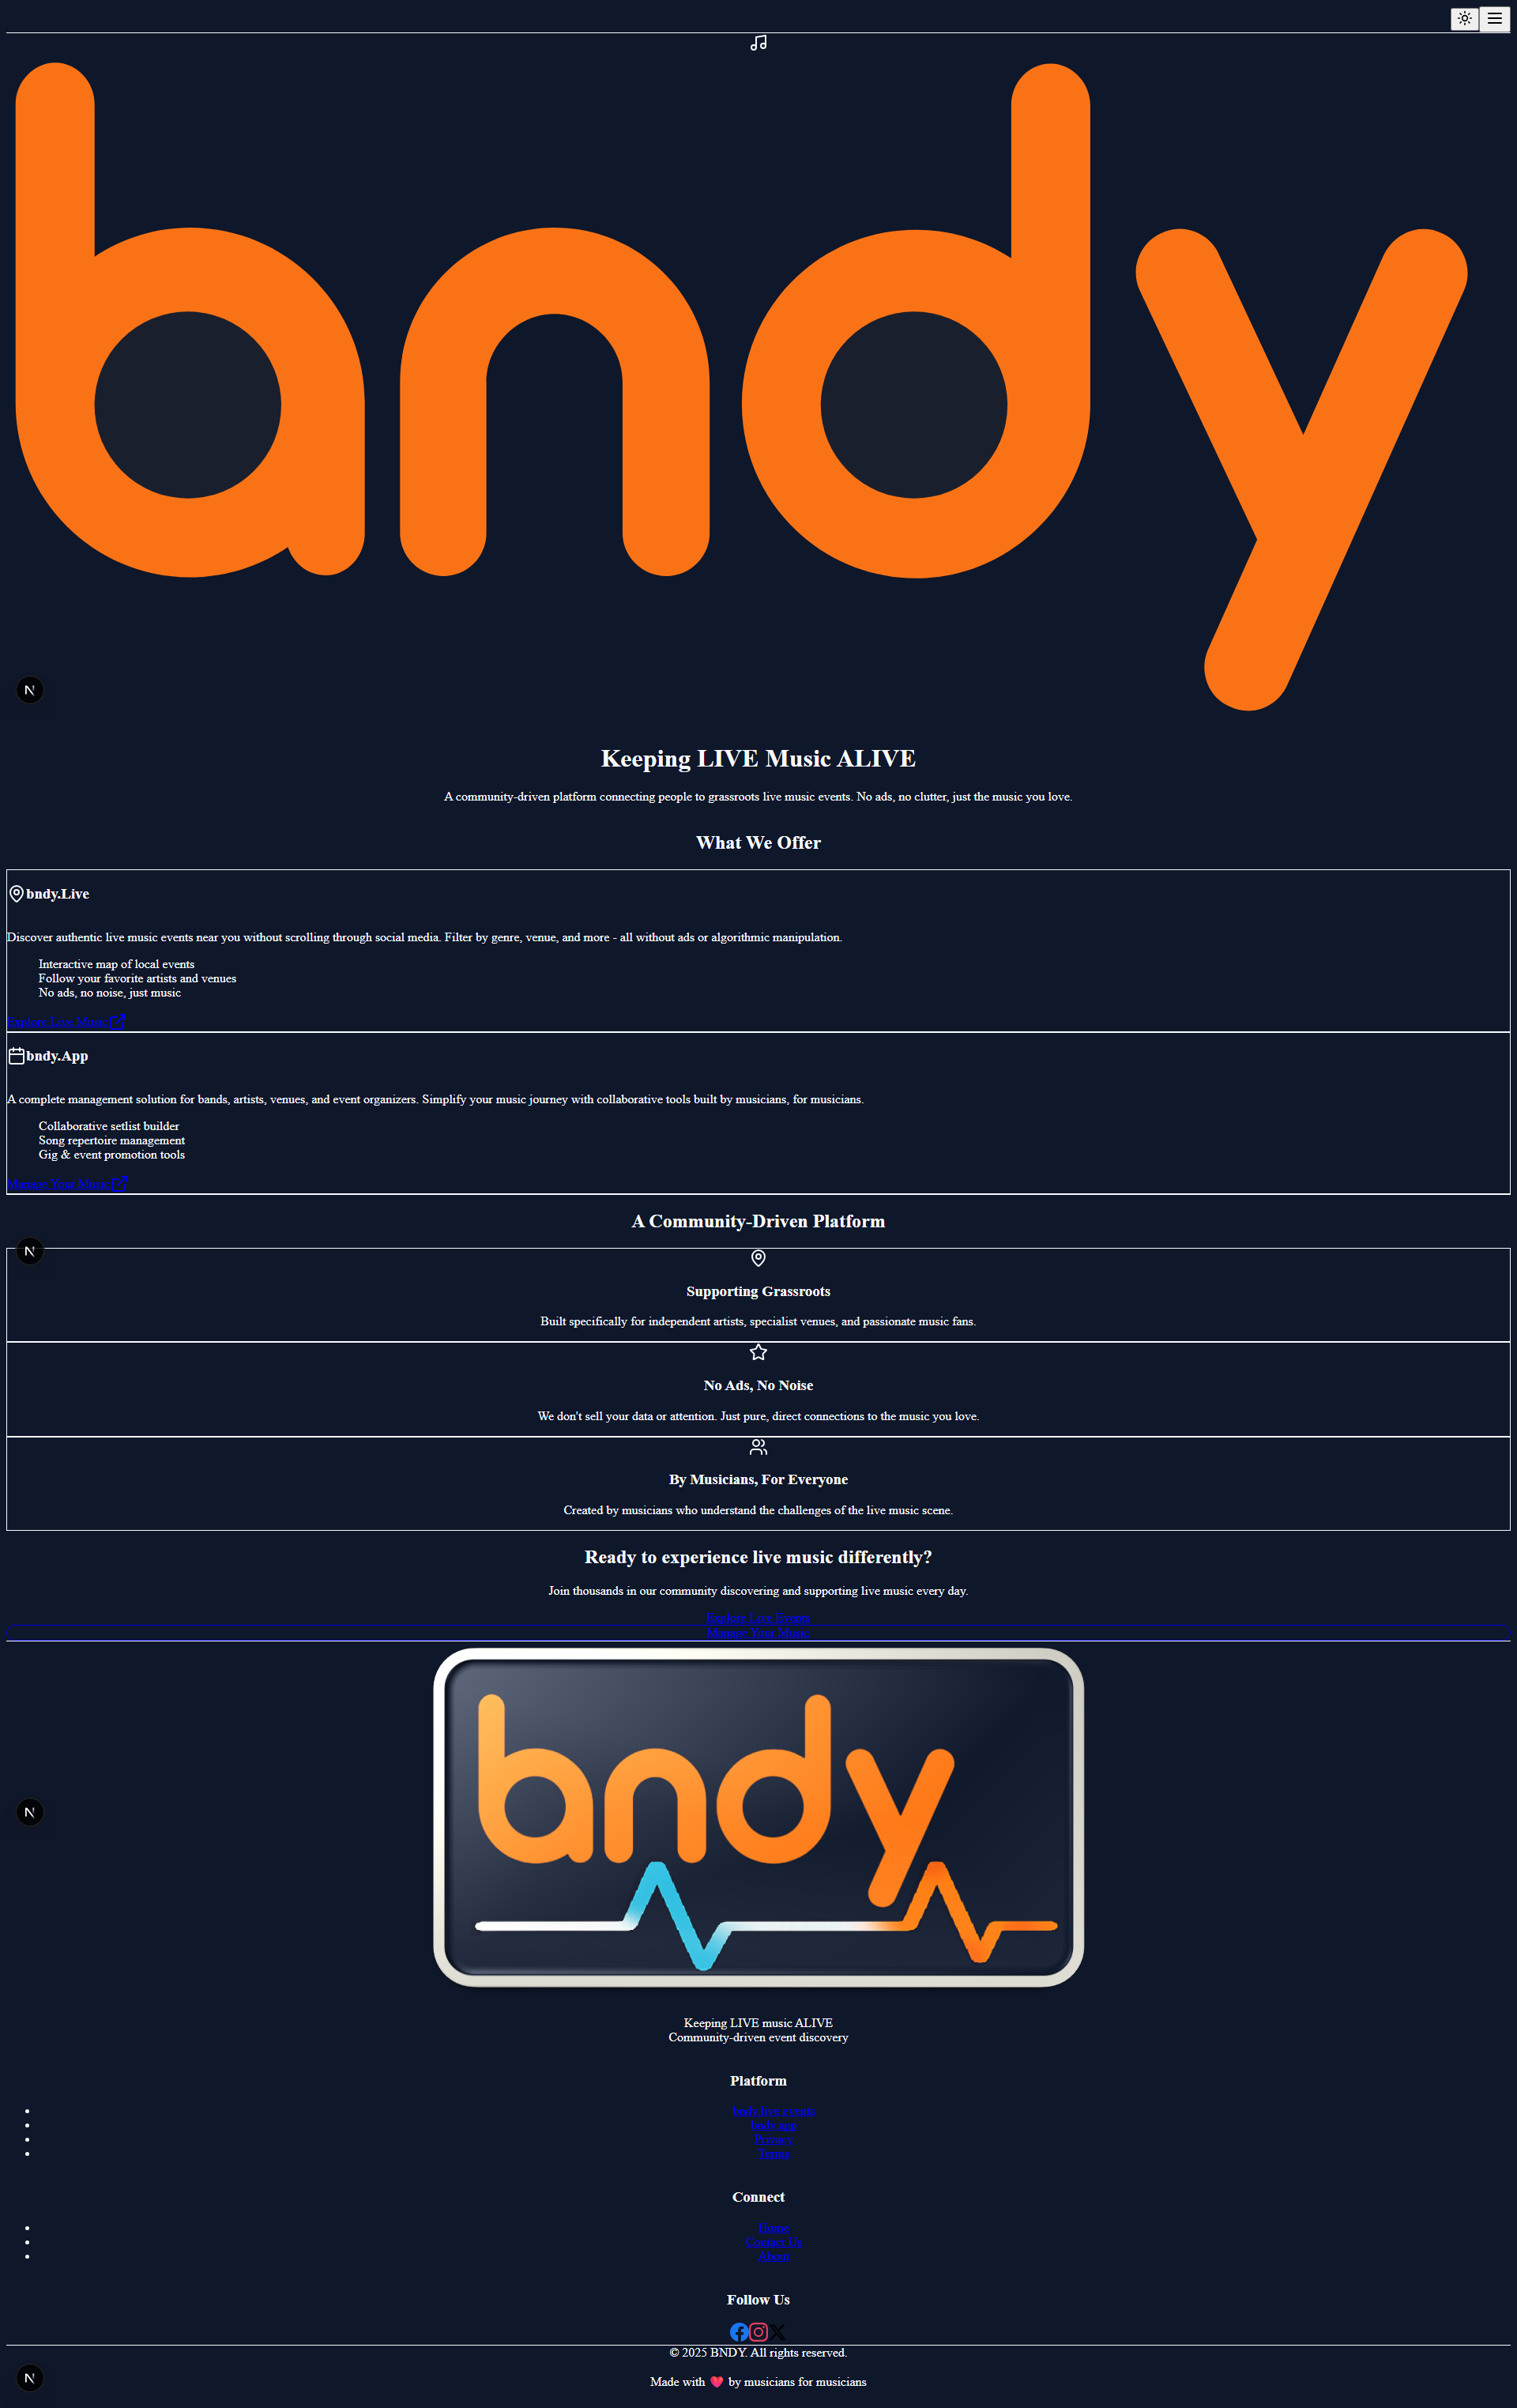 bndy
Keeping LIVE Music ALIVE
A community-driven platform connecting people to grassroots live music events. No ads, no clutter, just the music you love.
What We Offer
bndy.Live
Discover authentic live music events near you without scrolling through social media. Filter by genre, venue, and more - all without ads or algorithmic manipulation.
Interactive map of local events
Follow your favorite artists and venues
No ads, no noise, just music
Explore Live Music
bndy.App
A complete management solution for bands, artists, venues, and event organizers. Simplify your music journey with collaborative tools built by musicians, for musicians.
Collaborative setlist builder
Song repertoire management
Gig & event promotion tools
Manage Your Music
A Community-Driven Platform
Supporting Grassroots
Built specifically for independent artists, specialist venues, and passionate music fans.
No Ads, No Noise
We don't sell your data or attention. Just pure, direct connections to the music you love.
By Musicians, For Everyone
Created by musicians who understand the challenges of the live music scene.
Ready to experience live music differently?
Join thousands in our community discovering and supporting live music every day.
Explore Live Events
Manage Your Music
bndy
Keeping LIVE music ALIVE
Community-driven event discovery
Platform
bndy.live events
bndy.app
Privacy
Terms
Connect
Home
Contact Us
About
Follow Us
© 2025 BNDY. All rights reserved.
Made with ❤️ by musicians for musicians